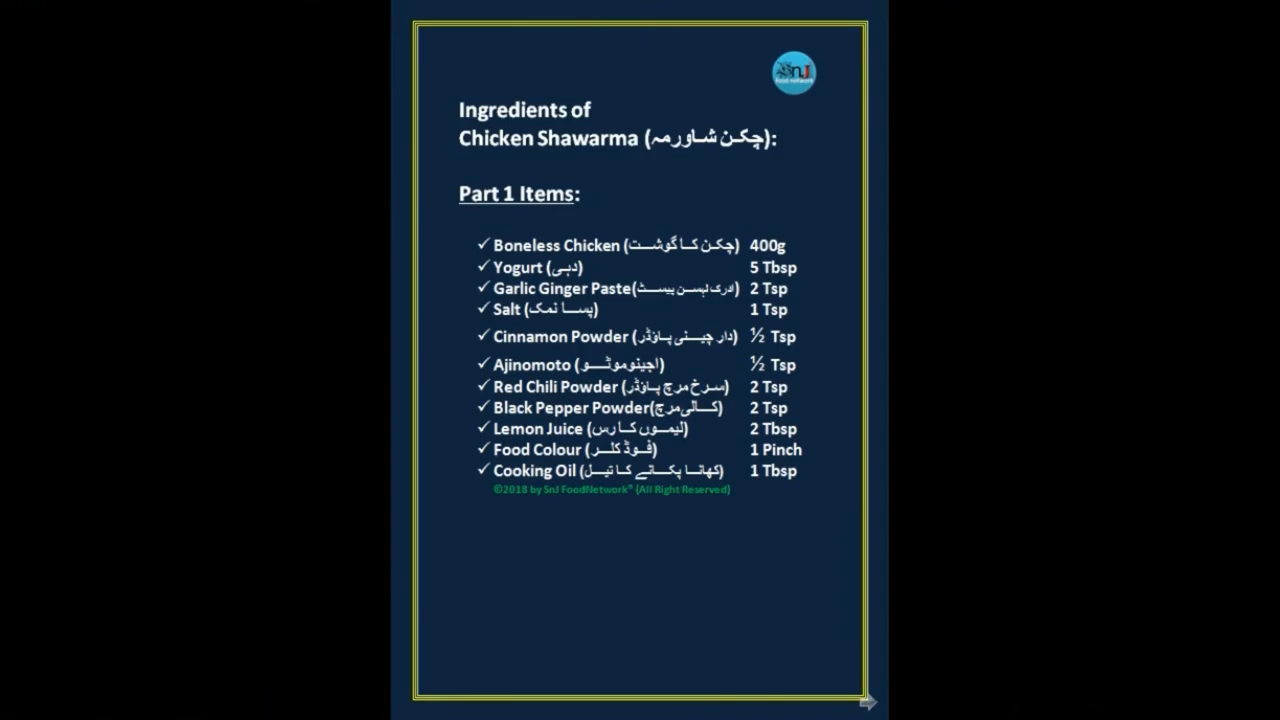 SnJ
food network
Ingredients of
Chicken Shawarma (چکن شاورمہ):
Part 1 Items:
✓ Boneless Chicken (چکن کا گوشت) 400g
✓ Yogurt (دہی) 5 Tbsp
✓ Garlic Ginger Paste(ادرک لہسن پیسٹ) 2 Tsp
✓ Salt (پسا نمک) 1 Tsp
✓ Cinnamon Powder (دار چینی پاؤڈر) ½ Tsp
✓ Ajinomoto (اجینوموٹو) ½ Tsp
✓ Red Chili Powder (سرخ مرچ پاؤڈر) 2 Tsp
✓ Black Pepper Powder(کالی مرچ) 2 Tsp
✓ Lemon Juice (لیموں کا رس) 2 Tbsp
✓ Food Colour (فوڈ کلر) 1 Pinch
✓ Cooking Oil (کھانا پکانے کا تیل) 1 Tbsp
©2018 by SnJ FoodNetwork® (All Right Reserved)